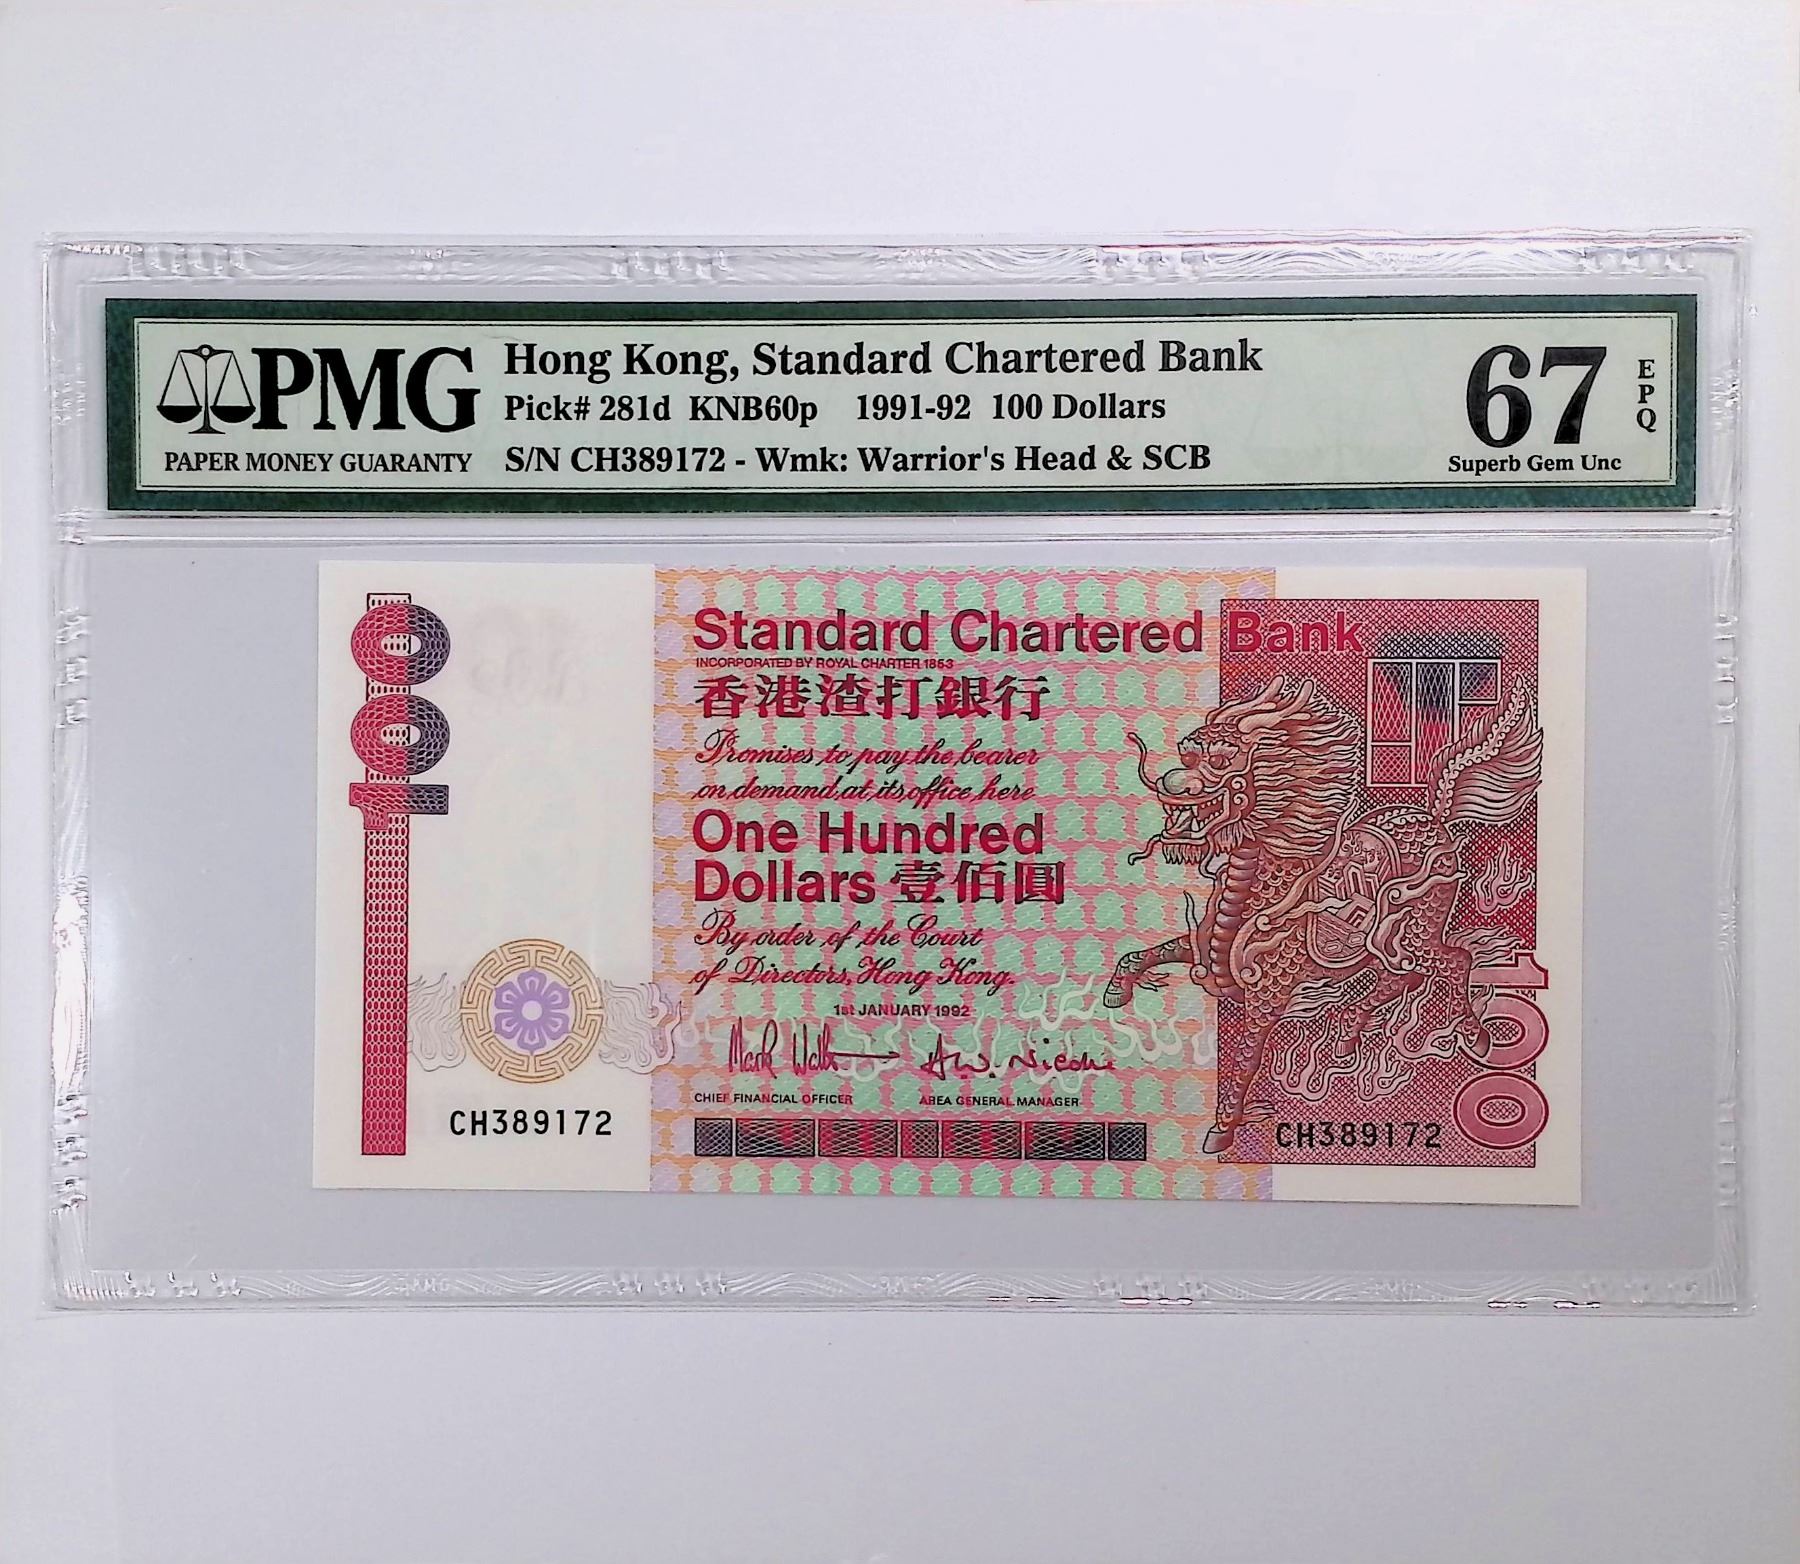 PMG
PAPER MONEY GUARANTY
Hong Kong, Standard Chartered Bank
Pick# 281d KNB60p 1991-92 100 Dollars
S/N CH389172 - Wmk: Warrior's Head & SCB
67
EPQ
Superb Gem Unc
100
Standard Chartered Bank
INCORPORATED BY ROYAL CHARTER 1853
香港渣打銀行
Promises to pay the bearer
on demand at its office here
One Hundred
Dollars 壹佰圓
By order of the Court
of Directors, Hong Kong.
1st JANUARY 1992
CHIEF FINANCIAL OFFICER AREA GENERAL MANAGER
CH389172
CH389172
100